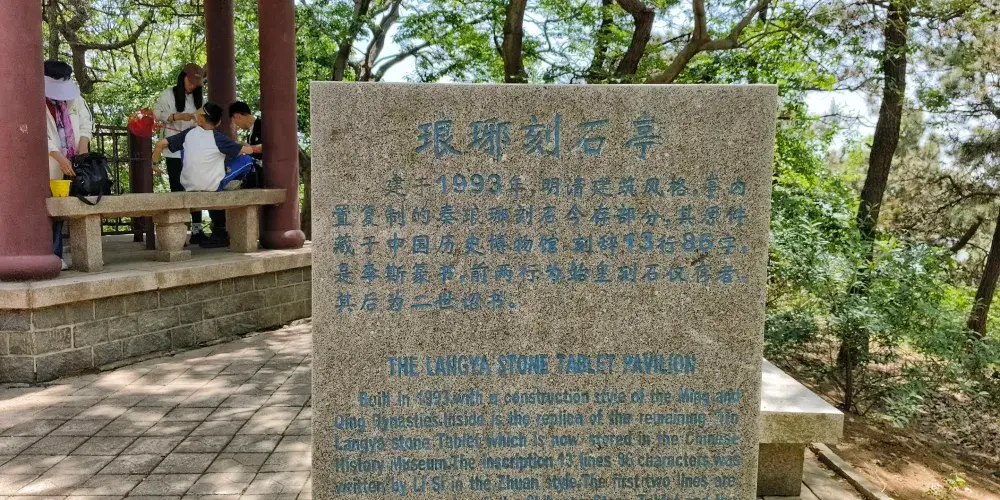 琅琊刻石亭
建于1993年,明清建筑风格,亭内
置复制的秦琅琊刻石今存部分,其原件
藏于中国历史博物馆,刻辞13行86字,
是李斯篆书,前两行为始皇刻石仅存者,
其后为二世诏书。
THE LANGYA STONE TABLET PAVILION
Built in 1993, with a construction style of the Ming and
Qing dynasties. Inside is the replica of the remaining Qin
Langya stone Tablet which is now stored in the Chinese
History Museum. The inscription 13 lines 86 characters, was
written by Li Si in the Zhuan style. The first two lines are